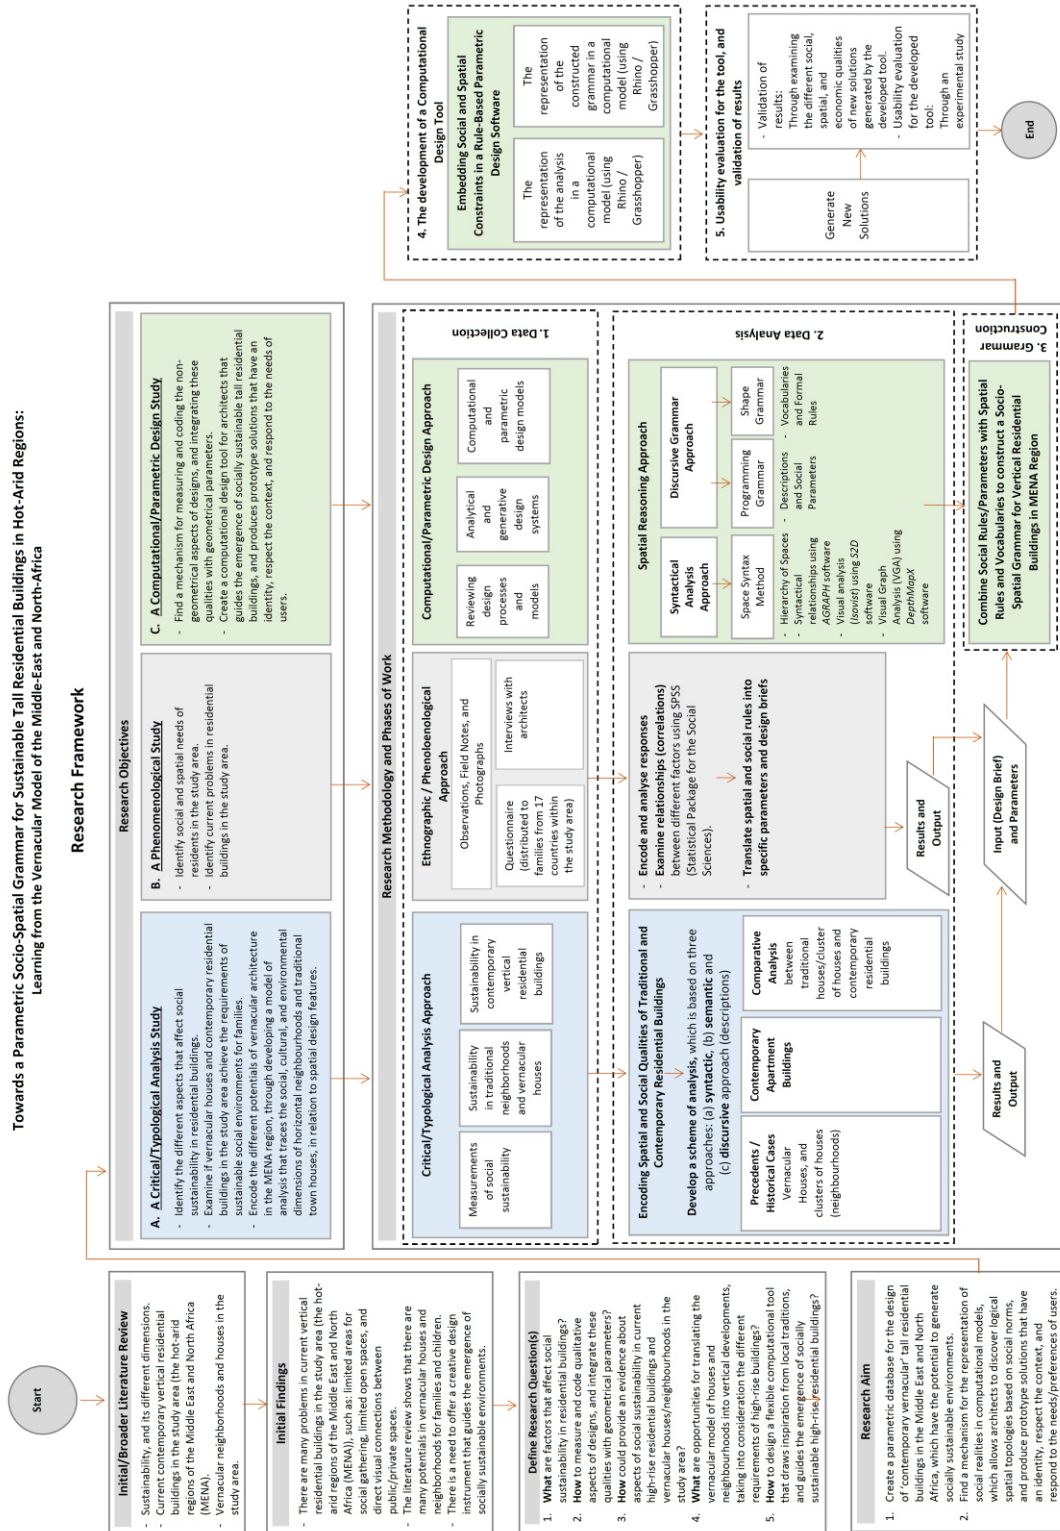 Towards a Parametric Socio-Spatial Grammar for Sustainable Tall Residential Buildings in Hot-Arid Regions:
Learning from the Vernacular Model of the Middle-East and North-Africa
Research Framework
Start
Initial/Broader Literature Review
- Sustainability, and its different dimensions.
- Current contemporary vertical residential
buildings in the study area (the hot-arid
regions of the Middle East and North Africa
(MENA).
- Vernacular neighborhoods and houses in the
study area.
Initial Findings
- There are many problems in current vertical
residential buildings in the study area (the hot-
arid regions of the Middle East and North
Africa (MENA)), such as: limited areas for
social gathering, limited open spaces, and
direct visual connections between
public/private spaces.
- The literature review shows that there are
many potentials in vernacular houses and
neighborhoods for families and children.
- There is a need to offer a creative design
instrument that guides the emergence of
socially sustainable environments.
Define Research Question(s)
1. What are factors that affect social
sustainability in residential buildings?
2. How to measure and code qualitative
aspects of designs, and integrate these
qualities with geometrical parameters?
3. How could provide an evidence about
aspects of social sustainability in current
high-rise residential buildings and
vernacular houses/neighbourhoods in the
study area?
4. What are opportunities for translating the
vernacular model of houses and
neighbourhoods into vertical developments,
taking into consideration the different
requirements of high-rise buildings?
5. How to design a flexible computational tool
that draws inspiration from local traditions,
and guides the emergence of socially
sustainable high-rise/residential buildings?
Research Aim
1. Create a parametric database for the design
of 'contemporary vernacular' tall residential
buildings in the Middle East and North
Africa, which have the potential to generate
socially sustainable environments.
2. Find a mechanism for the representation of
social realities in computational models,
which allows architects to discover logical
spatial topologies based on social norms,
and produce prototype solutions that have
an identity, respect the context, and
respond to the needs/preferences of users.
Research Objectives
A. A Critical/Typological Analysis Study
- Identify the different aspects that affect social
sustainability in residential buildings.
- Examine if vernacular houses and contemporary residential
buildings in the study area achieve the requirements of
sustainable social environments for families.
- Encode the different potentials of vernacular architecture
in the MENA region, through developing a model of
analysis that traces the social, cultural, and environmental
dimensions of horizontal neighbourhoods and traditional
town houses, in relation to spatial design features.
B. A Phenomenological Study
- Identify social and spatial needs of
residents in the study area.
- Identify current problems in residential
buildings in the study area.
C. A Computational/Parametric Design Study
- Find a mechanism for measuring and coding the non-
geometrical aspects of designs, and integrating these
qualities with geometrical parameters.
- Create a computational design tool for architects that
guides the emergence of socially sustainable tall residential
buildings, and produces prototype solutions that have an
identity, respect the context, and respond to the needs of
users.
Research Methodology and Phases of Work
Critical/Typological Analysis Approach
Measurements
of social
sustainability
Sustainability
in traditional
neighborhoods
and vernacular
houses
Sustainability in
contemporary
vertical
residential
buildings
Ethnographic / Phenoloenological
Approach
Observations, Field Notes, and
Photographs
Questionnaire
(distributed to
families from 17
countries within
the study area)
Interviews with
architects
Computational/Parametric Design Approach
Reviewing
design
processes
and
models
Analytical
and
generative
design
systems
Computational
and
parametric
design models
1. Data Collection
Encoding Spatial and Social Qualities of Traditional and
Contemporary Residential Buildings
Develop a scheme of analysis, which is based on three
approaches: (a) syntactic, (b) semantic and
(c) discursive approach (descriptions)
Precedents /
Historical Cases
Vernacular
Houses, and
clusters of houses
(neighbourhoods)
Contemporary
Apartment
Buildings
Comparative
Analysis
between
traditional
houses/cluster
of houses and
contemporary
residential
buildings
- Encode and analyse responses
- Examine relationships (correlations)
between different factors using SPSS
(Statistical Package for the Social
Sciences).
- Translate spatial and social rules into
specific parameters and design briefs
Spatial Reasoning Approach
Syntactical
Analysis
Approach
Discursive Grammar
Approach
Space Syntax
Method
Programming
Grammar
Shape
Grammar
- Hierarchy of Spaces
- Syntactical
relationships using
AGRAPH software
- Visual analysis
(Isovist) using S2D
software
- Visual Graph
Analysis (VGA) using
DepthMapX
software
- Descriptions
and Social
Parameters
- Vocabularies
and Formal
Rules
2. Data Analysis
Results and
Output
Results and
Output
Input (Design Brief)
and Parameters
Combine Social Rules/Parameters with Spatial
Rules and Vocabularies to construct a Socio-
Spatial Grammar for Vertical Residential
Buildings in MENA Region
3. Grammar
Construction
4. The development of a Computational
Design Tool
Embedding Social and Spatial
Constraints in a Rule-Based Parametric
Design Software
The
representation
of the analysis
in a
computational
model (using
Rhino /
Grasshopper)
The
representation
of the
constructed
grammar in a
computational
model (using
Rhino /
Grasshopper)
5. Usability evaluation for the tool, and
validation of results
Generate
New
Solutions
- Validation of
results:
Through examining
the different social,
spatial, and
economic qualities
of new solutions
generated by the
developed tool.
- Usability evaluation
for the developed
tool:
Through an
experimental study
End